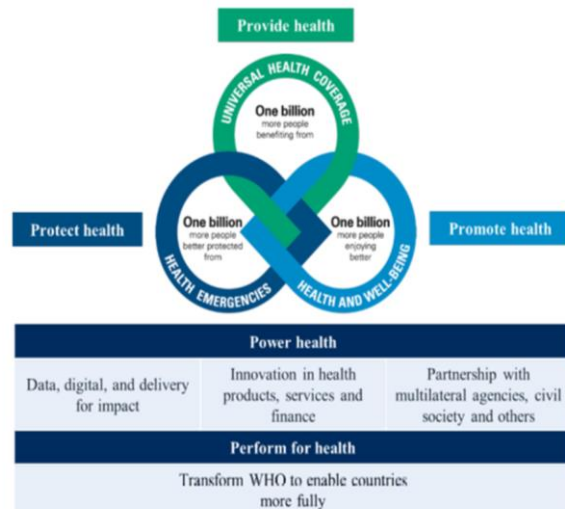 Provide health
UNIVERSAL HEALTH COVERAGE
One billion
more people
benefiting from
Protect health
One billion
more people
better protected
from
HEALTH EMERGENCIES
One billion
more people
enjoying
better
HEALTH AND WELL-BEING
Promote health
Power health
Data, digital, and delivery
for impact
Innovation in health
products, services and
finance
Partnership with
multilateral agencies, civil
society and others
Perform for health
Transform WHO to enable countries
more fully